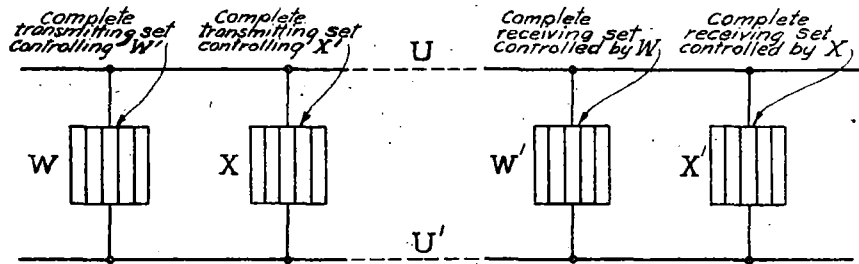 Complete
transmitting set
controlling W'
Complete
transmitting set
controlling X'
Complete
receiving set
controlled by W
Complete
receiving set
controlled by X
U
W
X
W'
X'
U'